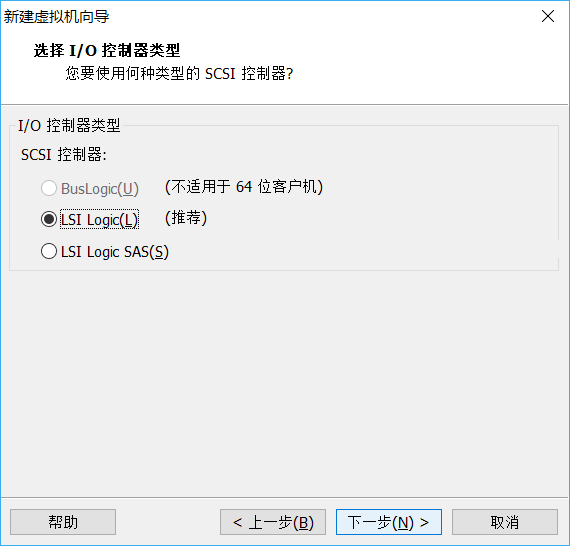 新建虚拟机向导
选择 I/O 控制器类型
您要使用何种类型的 SCSI 控制器?
I/O 控制器类型
SCSI 控制器:
BusLogic(U) (不适用于 64 位客户机)
LSI Logic(L) (推荐)
LSI Logic SAS(S)
帮助 < 上一步(B) 下一步(N) > 取消